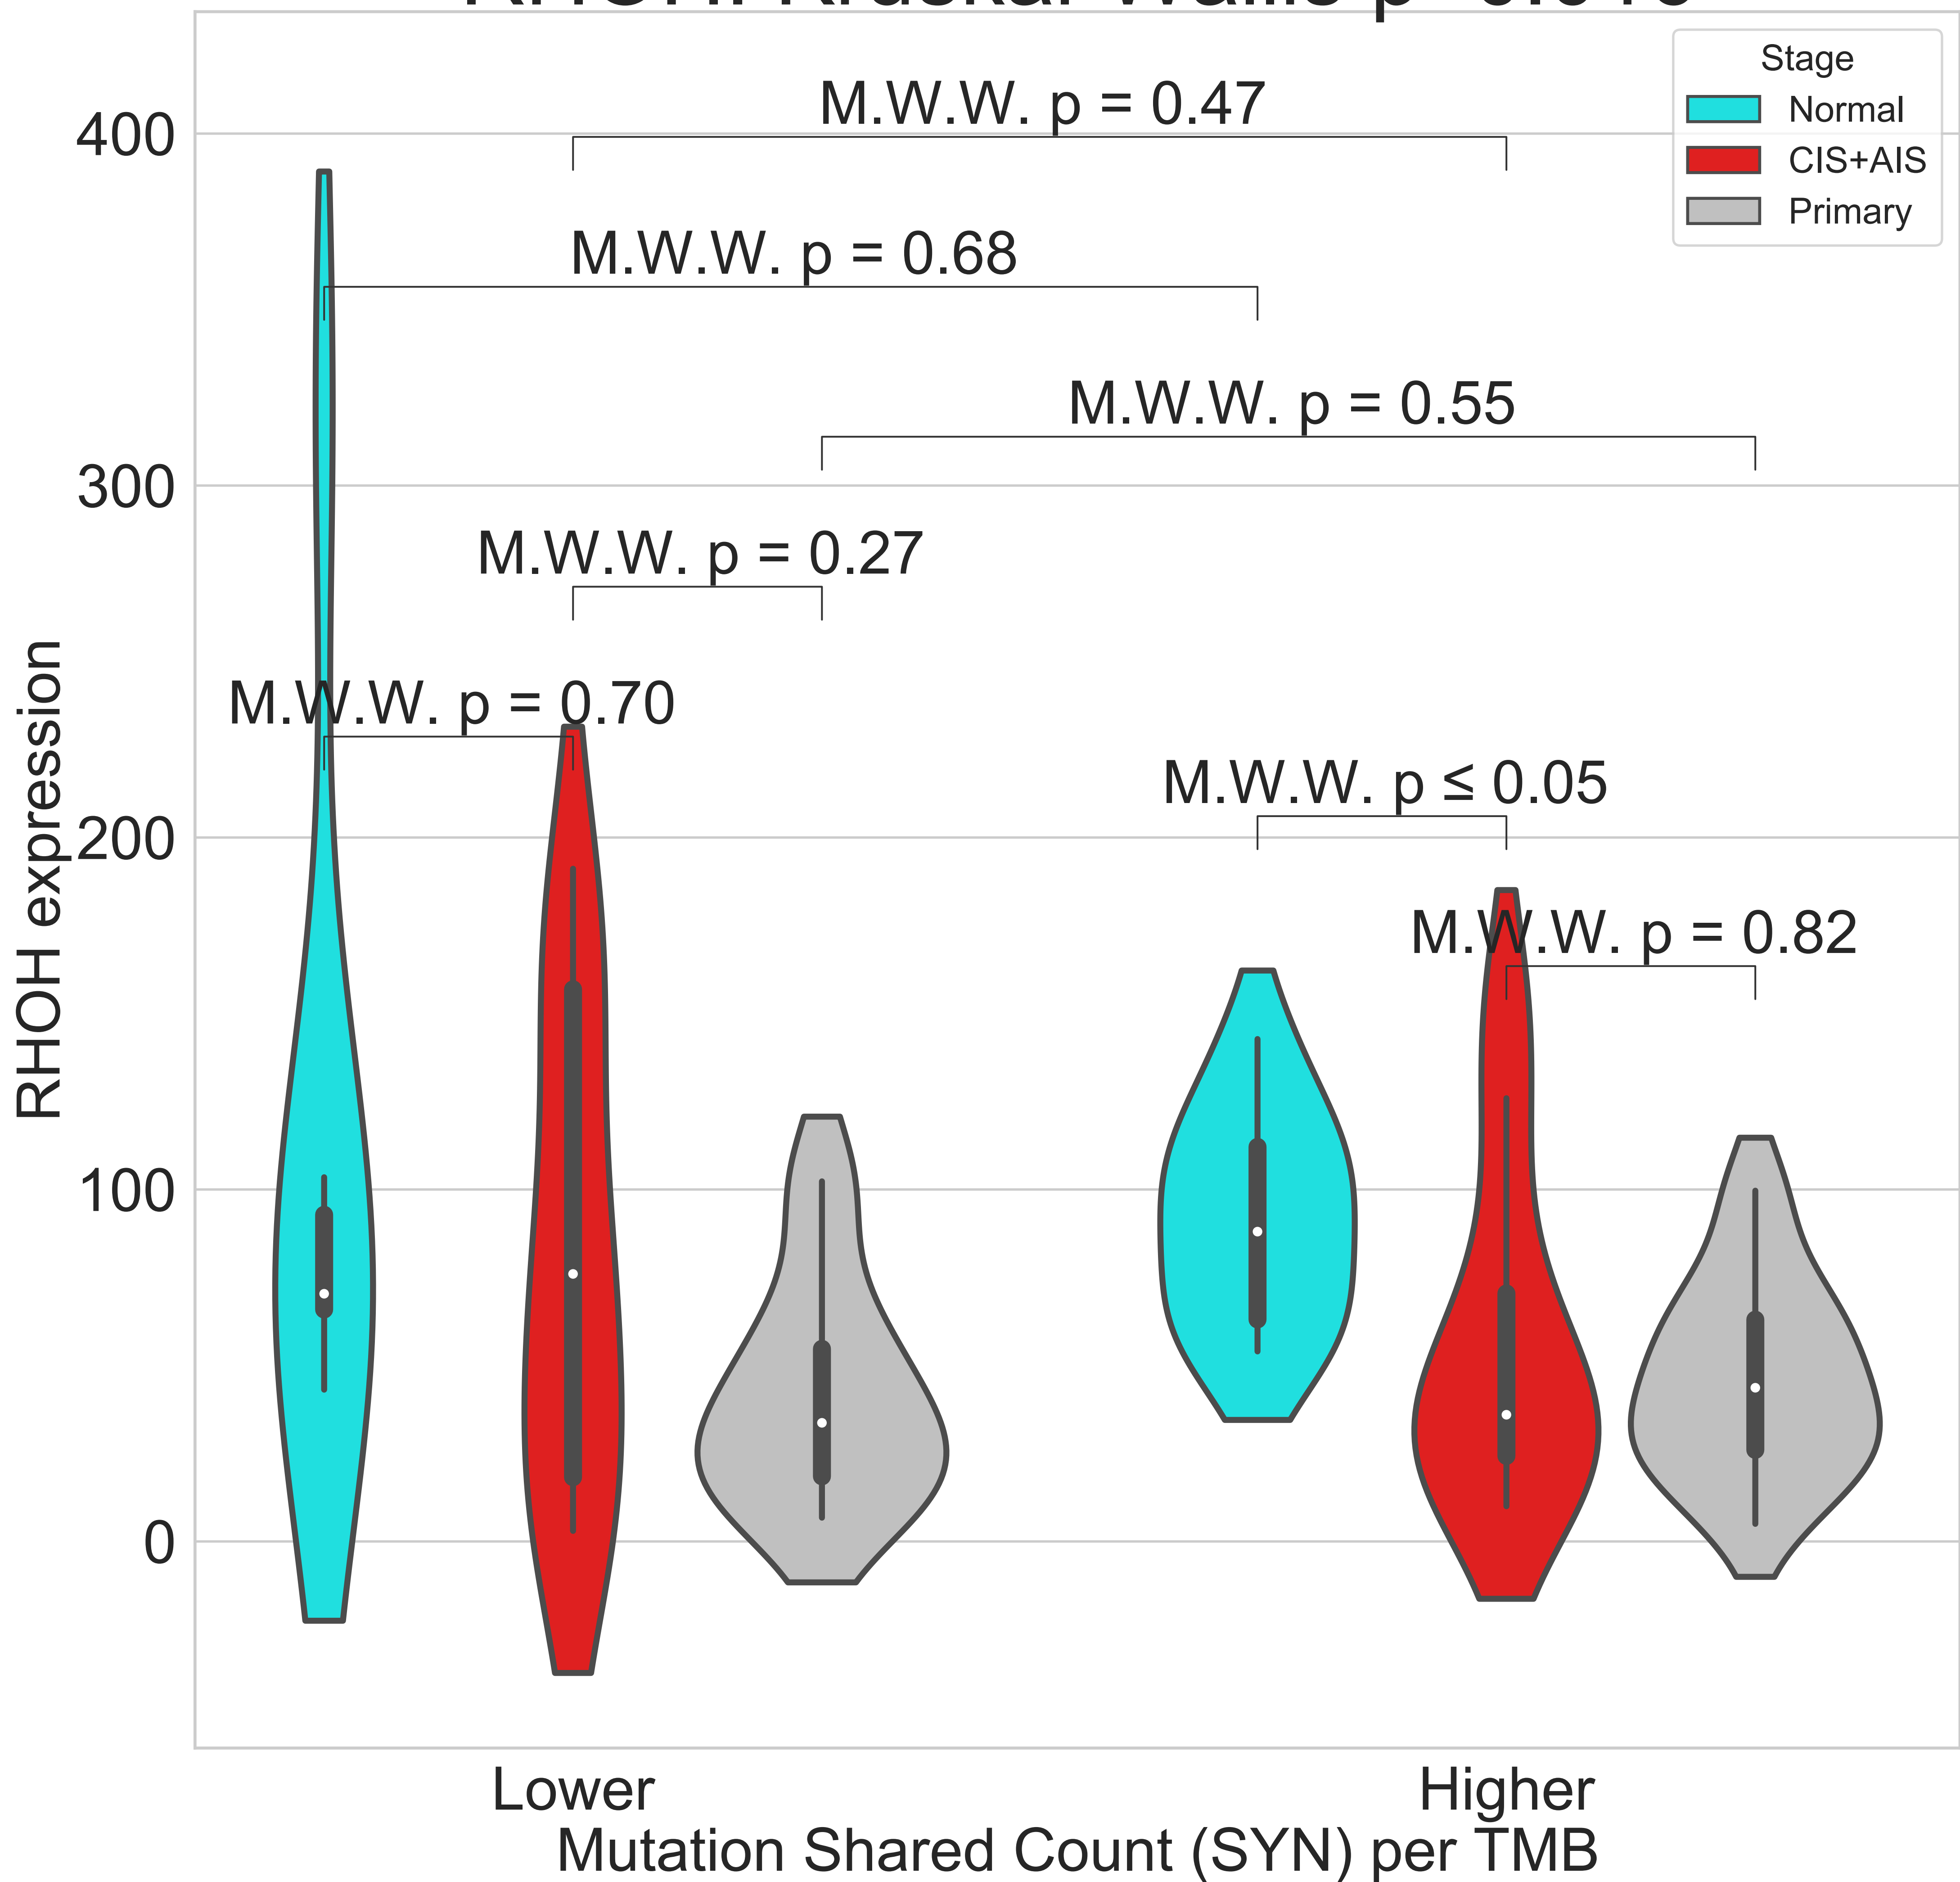 Stage
Normal
CIS+AIS
Primary
M.W.W. p = 0.47
M.W.W. p = 0.68
M.W.W. p = 0.55
M.W.W. p = 0.27
M.W.W. p = 0.70
M.W.W. p ≤ 0.05
M.W.W. p = 0.82
RHOH expression
400
300
200
100
0
Lower
Higher
Mutation Shared Count (SYN) per TMB